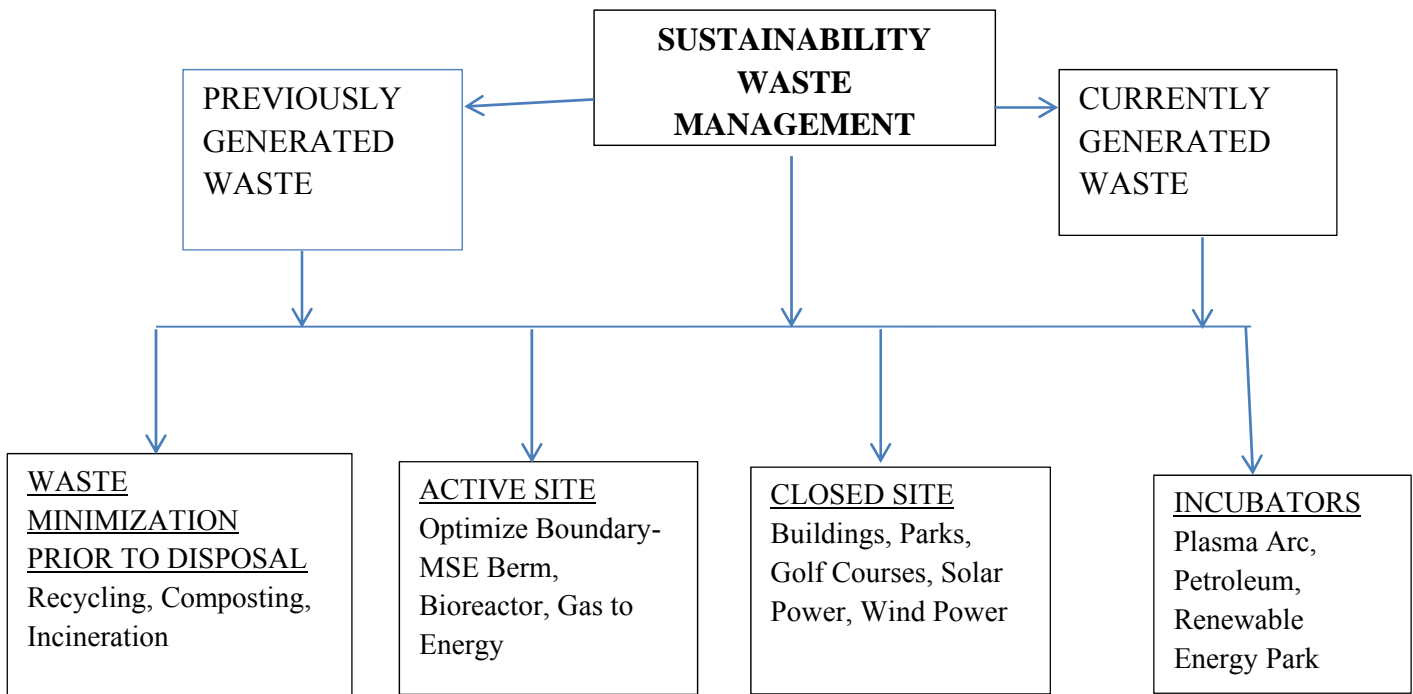 SUSTAINABILITY
WASTE
MANAGEMENT
PREVIOUSLY
GENERATED
WASTE
CURRENTLY
GENERATED
WASTE
WASTE
MINIMIZATION
PRIOR TO DISPOSAL
Recycling, Composting,
Incineration
ACTIVE SITE
Optimize Boundary-
MSE Berm,
Bioreactor, Gas to
Energy
CLOSED SITE
Buildings, Parks,
Golf Courses, Solar
Power, Wind Power
INCUBATORS
Plasma Arc,
Petroleum,
Renewable
Energy Park